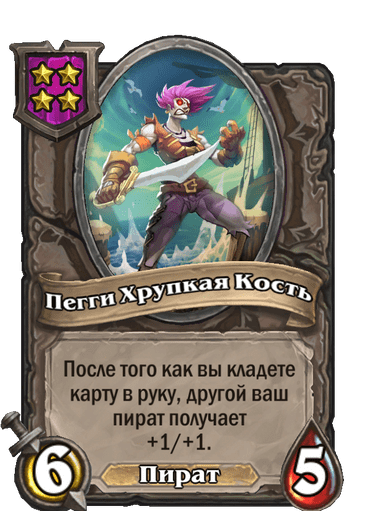 Пегги Хрупкая Кость
После того как вы кладете
карту в руку, другой ваш
пират получает
+1/+1.
6
Пират
5